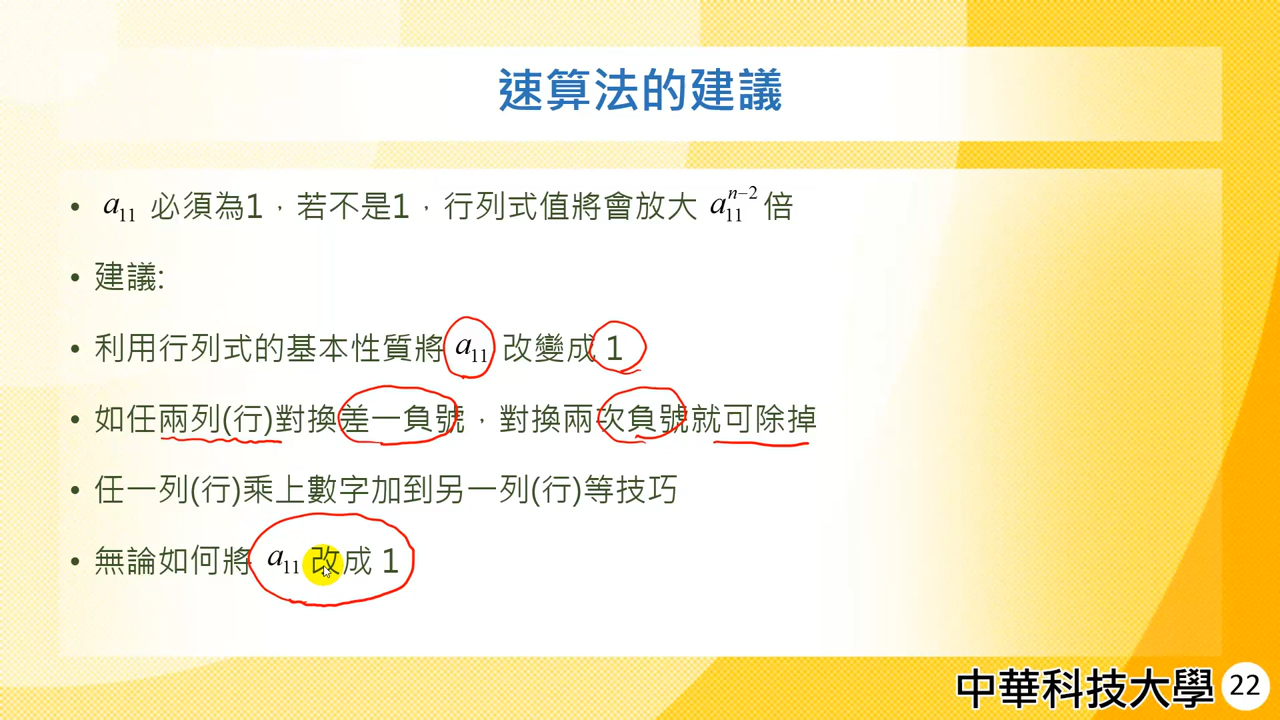 速算法的建議
• a₁₁ 必須為1，若不是1，行列式值將會放大 a₁₁ⁿ⁻² 倍
• 建議:
• 利用行列式的基本性質將 a₁₁ 改變成 1
• 如任兩列(行)對換差一負號，對換兩次負號就可除掉
• 任一列(行)乘上數字加到另一列(行)等技巧
• 無論如何將 a₁₁ 改成 1
中華科技大學 22